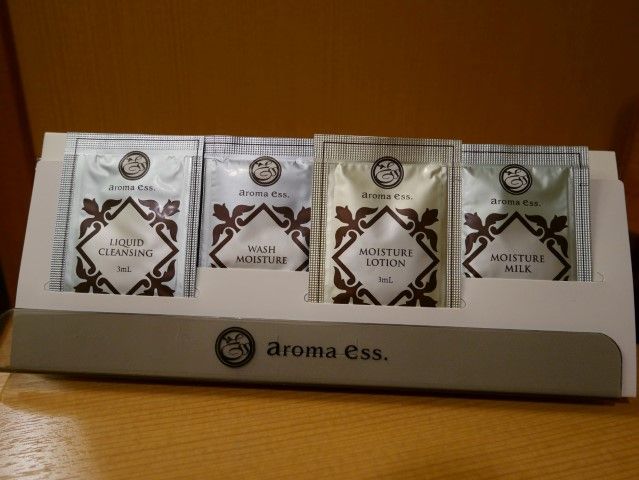 aroma ess.
LIQUID
CLEANSING
3mL
aroma ess.
WASH
MOISTURE
aroma ess.
MOISTURE
LOTION
3mL
aroma ess.
MOISTURE
MILK
aroma ess.